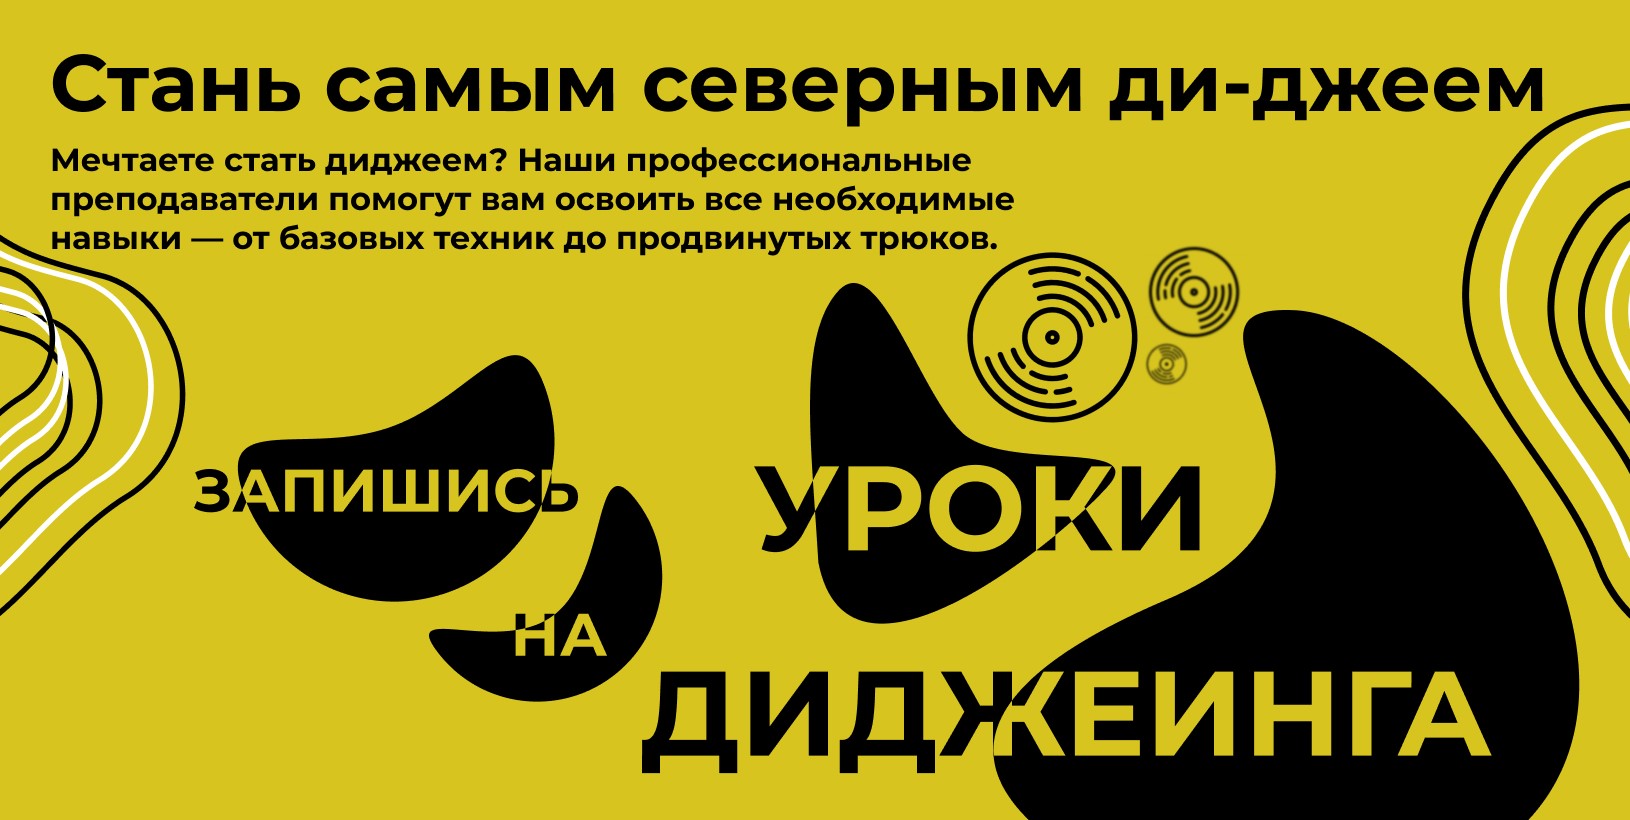 Стань самым северным ди-джеем
Мечтаете стать диджеем? Наши профессиональные
преподаватели помогут вам освоить все необходимые
навыки — от базовых техник до продвинутых трюков.
ЗАПИШИСЬ
НА
УРОКИ
ДИДЖЕИНГА